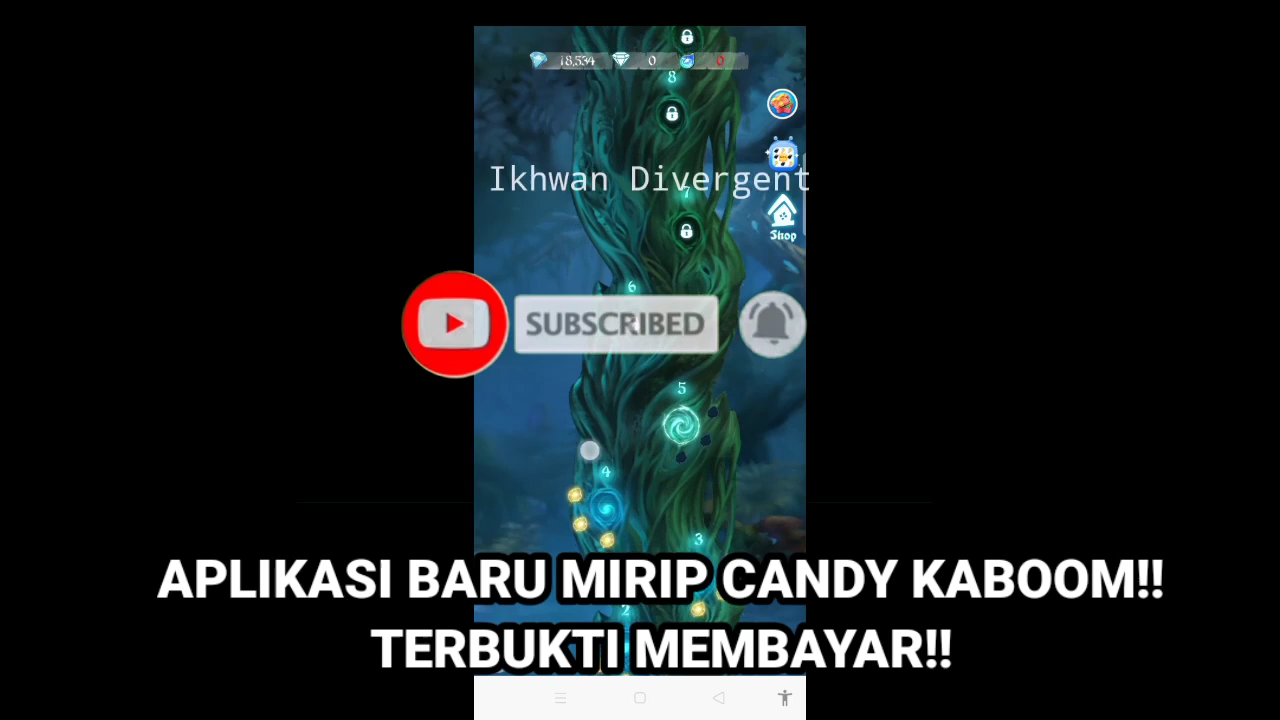 18,534 0 0
8
Ikhwan Divergent
7
Shop
6
SUBSCRIBED
5
4
3
APLIKASI BARU MIRIP CANDY KABOOM!!
2
TERBUKTI MEMBAYAR!!